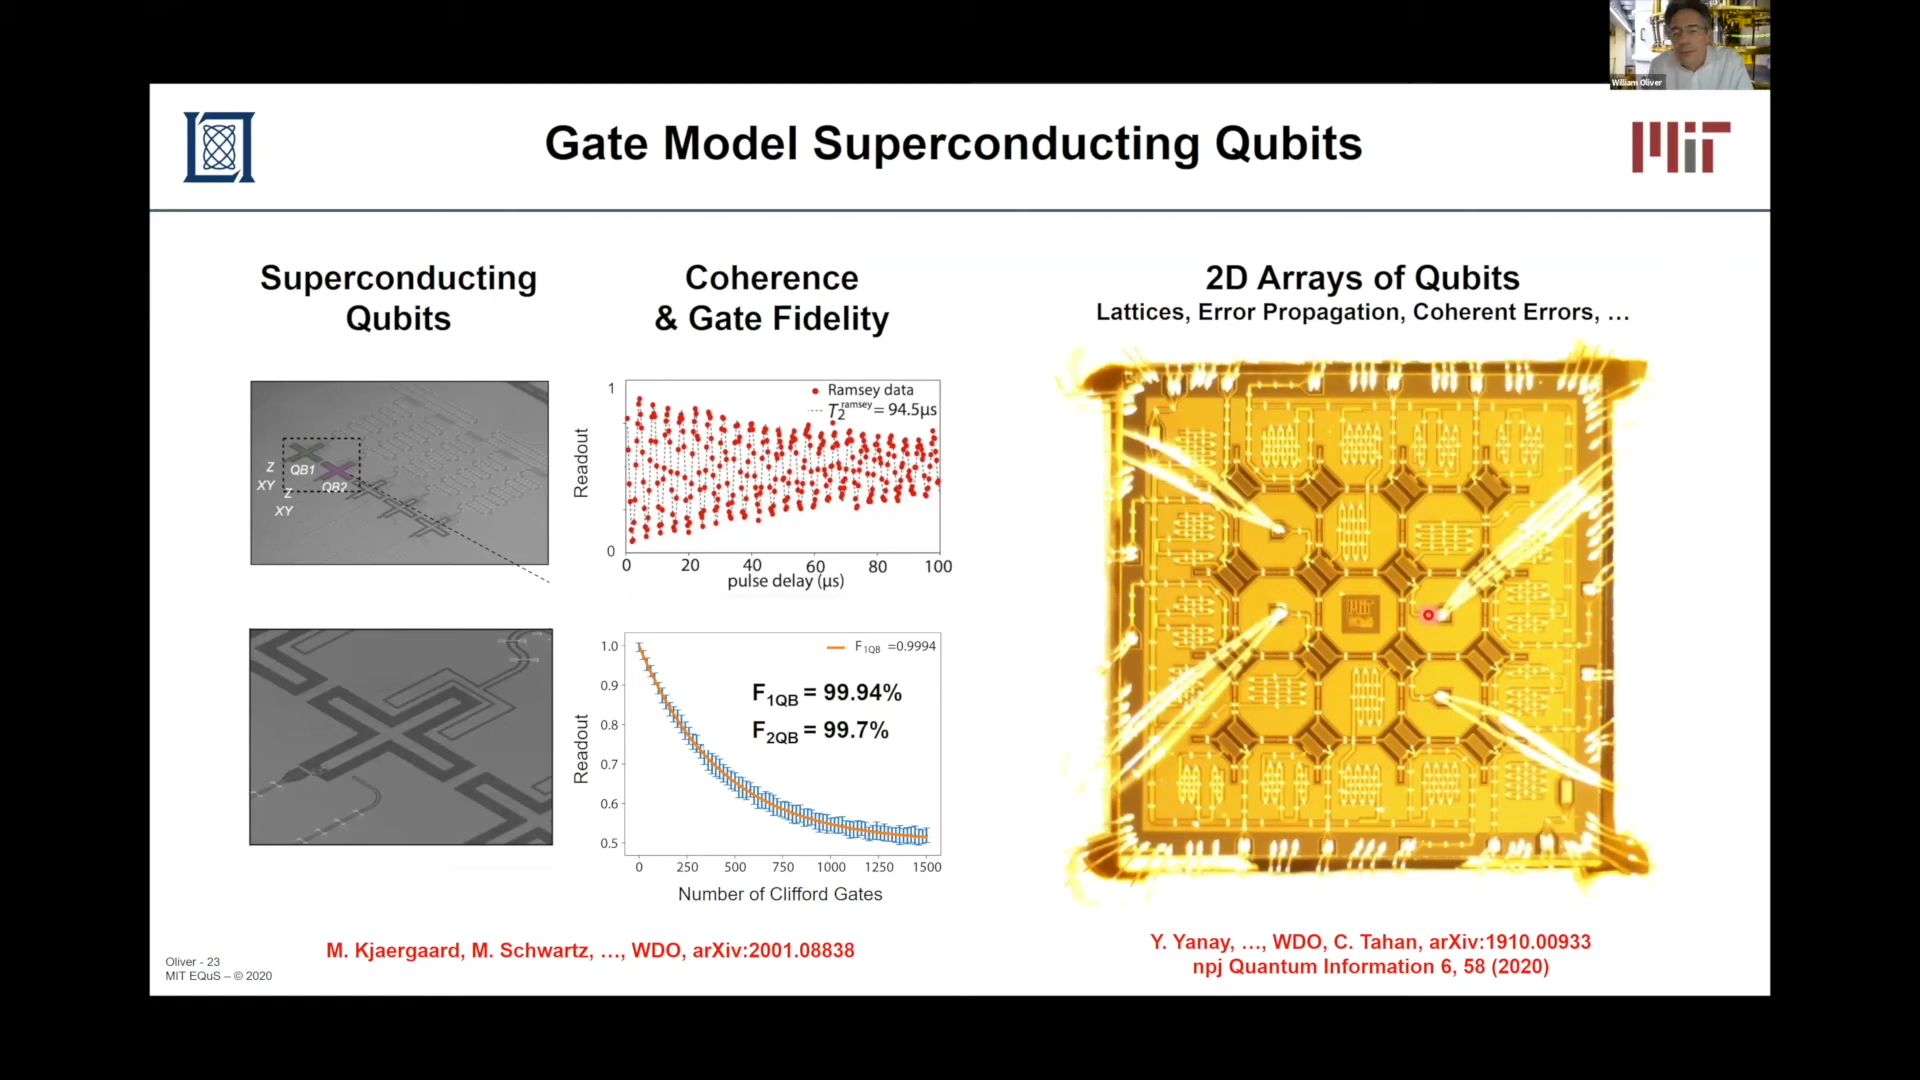 William Oliver
Gate Model Superconducting Qubits
MIT
Superconducting
Qubits
Z
XY
QB1
QB2
Z
XY
Coherence
& Gate Fidelity
Ramsey data
T2 ramsey = 94.5µs
Readout
1
0
0 20 40 60 80 100
pulse delay (µs)
F1QB =0.9994
F1QB = 99.94%
F2QB = 99.7%
Readout
1.0
0.9
0.8
0.7
0.6
0.5
0 250 500 750 1000 1250 1500
Number of Clifford Gates
2D Arrays of Qubits
Lattices, Error Propagation, Coherent Errors, …
MIT
M. Kjaergaard, M. Schwartz, …, WDO, arXiv:2001.08838
Y. Yanay, …, WDO, C. Tahan, arXiv:1910.00933
npj Quantum Information 6, 58 (2020)
Oliver - 23
MIT EQuS – © 2020